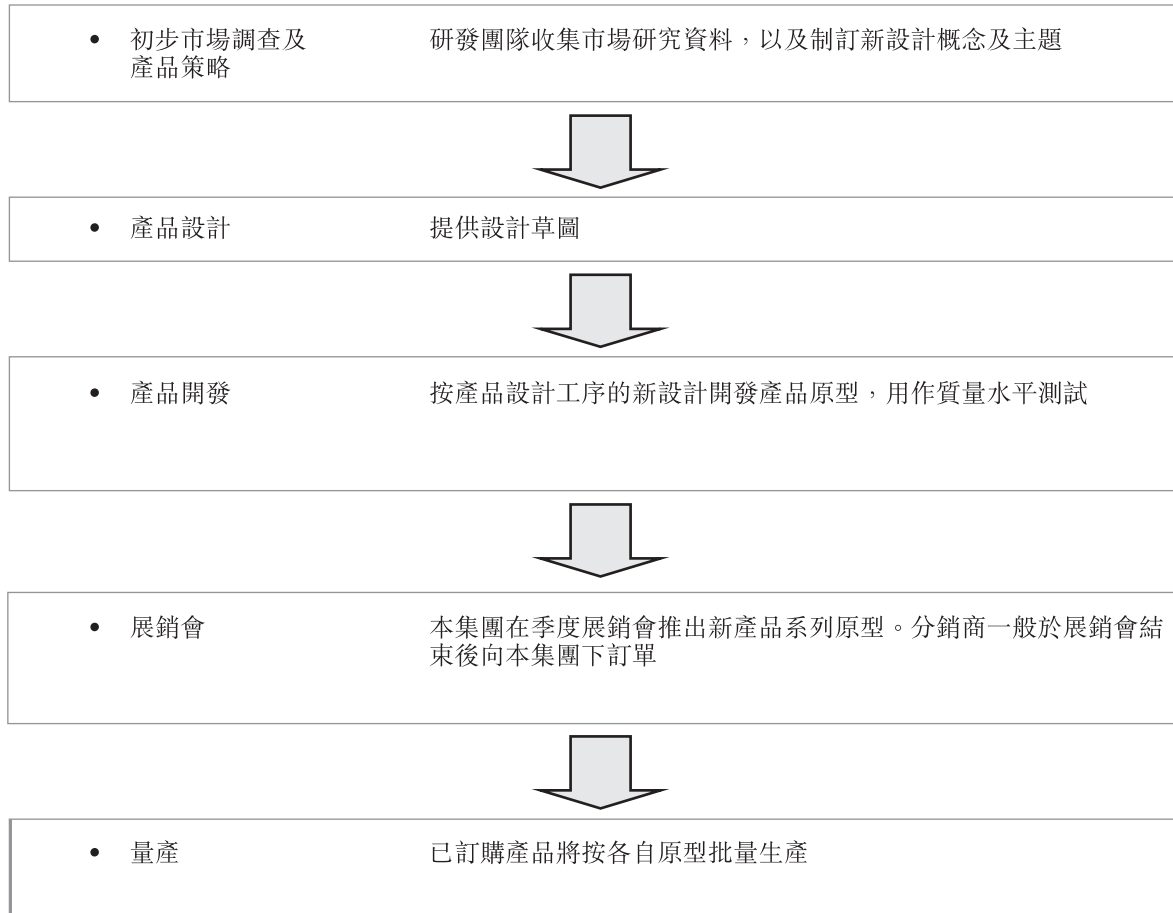 • 初步市場調查及 研發團隊收集市場研究資料，以及制訂新設計概念及主題
產品策略
• 產品設計 提供設計草圖
• 產品開發 按產品設計工序的新設計開發產品原型，用作質量水平測試
• 展銷會 本集團在季度展銷會推出新產品系列原型。分銷商一般於展銷會結
束後向本集團下訂單
• 量產 已訂購產品將按各自原型批量生產